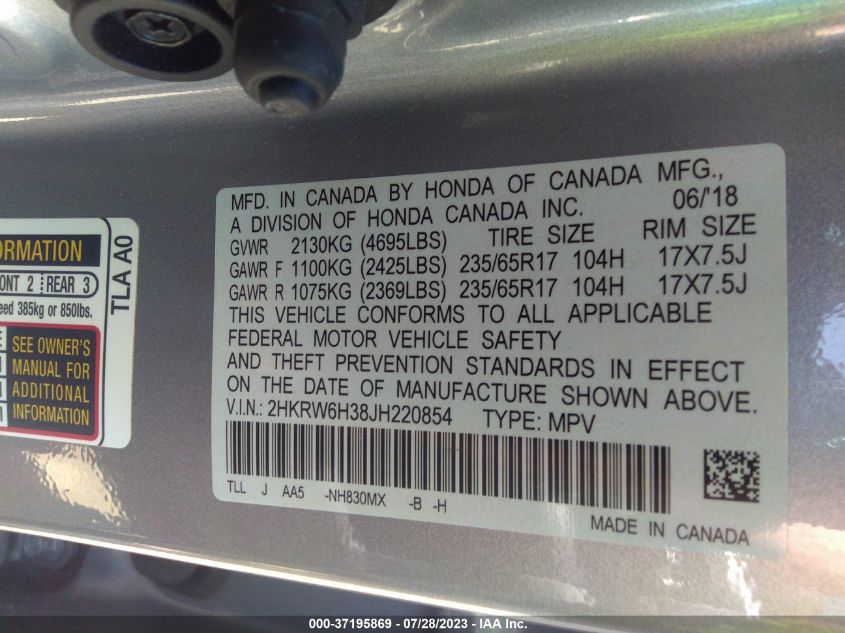 MFD. IN CANADA BY HONDA OF CANADA MFG.,
A DIVISION OF HONDA CANADA INC. 06/'18
GVWR 2130KG (4695LBS) TIRE SIZE RIM SIZE
GAWR F 1100KG (2425LBS) 235/65R17 104H 17X7.5J
GAWR R 1075KG (2369LBS) 235/65R17 104H 17X7.5J
THIS VEHICLE CONFORMS TO ALL APPLICABLE
FEDERAL MOTOR VEHICLE SAFETY
AND THEFT PREVENTION STANDARDS IN EFFECT
ON THE DATE OF MANUFACTURE SHOWN ABOVE.
V.I.N.: 2HKRW6H38JH220854 TYPE: MPV
TLL J AA5 -NH830MX -B -H
MADE IN CANADA
TLA A0
2 REAR 3
385kg or 850lbs.
SEE OWNER'S
MANUAL FOR
ADDITIONAL
INFORMATION
000-37195869 / 07/28/2023 - IAA Inc.